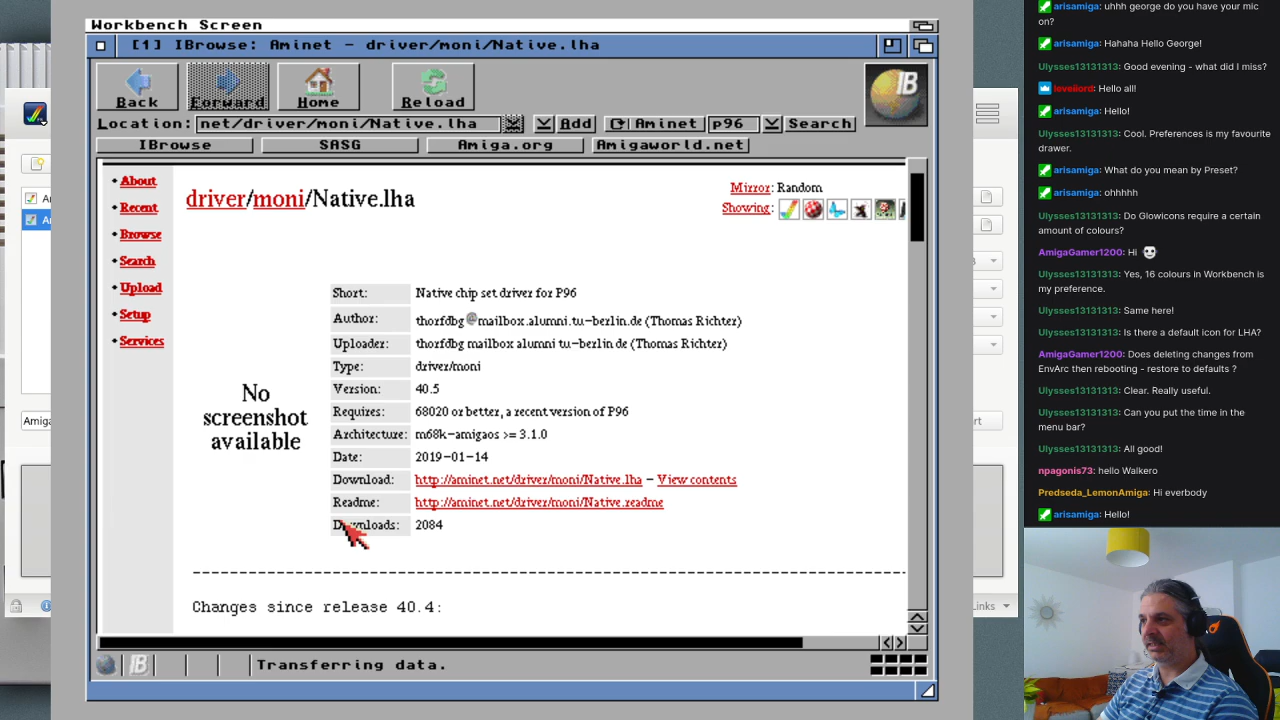 Workbench Screen
[1] IBrowse: Aminet - driver/moni/Native.lha
Back
Forward
Home
Reload
IB
Location: net/driver/moni/Native.lha
Add
Aminet
p96
Search
IBrowse
SASG
Amiga.org
Amigaworld.net
About
Recent
Browse
Search
Upload
Setup
Services
driver/moni/Native.lha
Mirror: Random
Showing:
No
screenshot
available
Short: Native chip set driver for P96
Author: thorfdbg@mailbox.alumni.tu-berlin.de (Thomas Richter)
Uploader: thorfdbg mailbox alumni tu-berlin de (Thomas Richter)
Type: driver/moni
Version: 40.5
Requires: 68020 or better, a recent version of P96
Architecture: m68k-amigaos >= 3.1.0
Date: 2019-01-14
Download: http://aminet.net/driver/moni/Native.lha - View contents
Readme: http://aminet.net/driver/moni/Native.readme
Downloads: 2084
Changes since release 40.4:
IB
Transferring data.
Amiga
rt
Links
arisamiga: uhhh george do you have your mic
on?
arisamiga: Hahaha Hello George!
Ulysses13131313: Good evening - what did I miss?
arisamiga: Hello!
Ulysses13131313: Cool. Preferences is my favourite
drawer.
arisamiga: What do you mean by Preset?
arisamiga: ohhhhh
Ulysses13131313: Do Glowicons require a certain
amount of colours?
AmigaGamer1200: Hi
Ulysses13131313: Yes, 16 colours in Workbench is
my preference.
Ulysses13131313: Same here!
Ulysses13131313: Is there a default icon for LHA?
AmigaGamer1200: Does deleting changes from
EnvArc then rebooting - restore to defaults ?
Ulysses13131313: Clear. Really useful.
Ulysses13131313: Can you put the time in the
menu bar?
Ulysses13131313: All good!
npagonis73: hello Walkero
Predseda_LemonAmiga: Hi everbody
arisamiga: Hello!